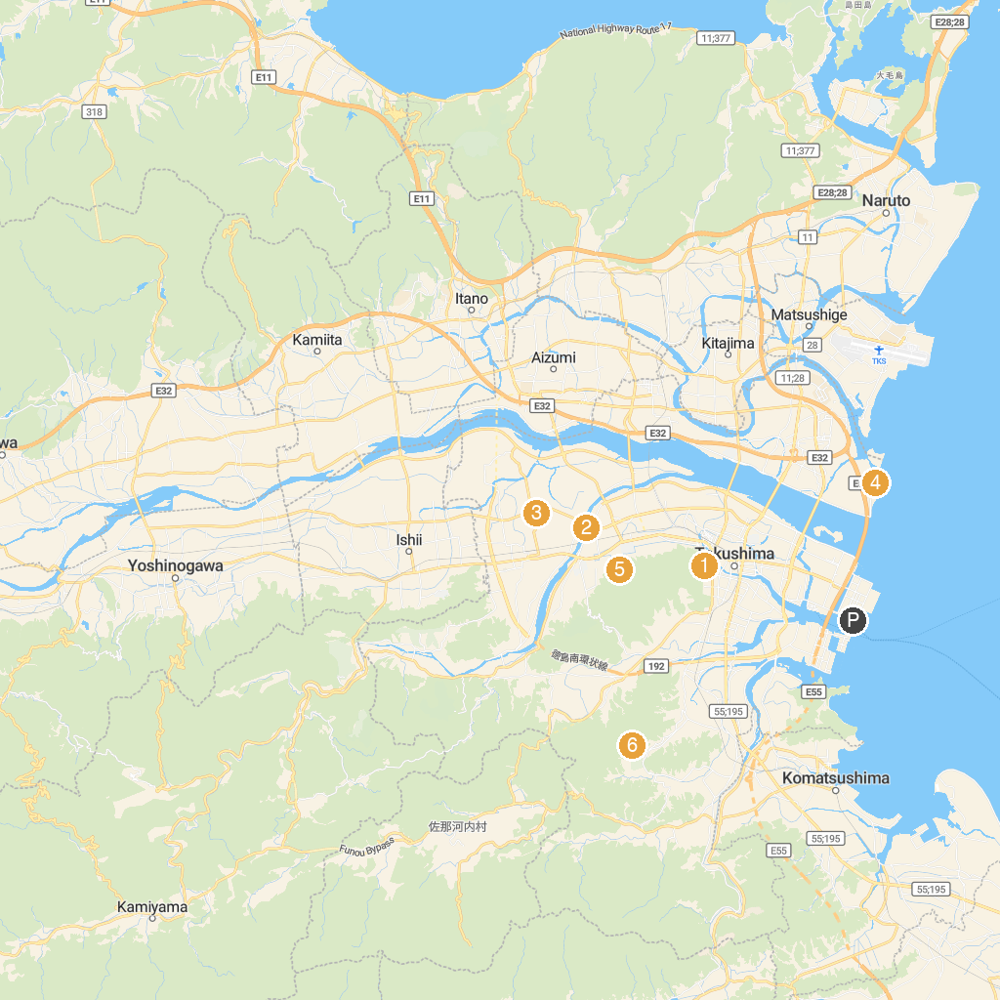 E11
島田島
E28;28
National Highway Route 17
11;377
E11
大毛島
318
11;377
E11
E28;28
Naruto
11
Itano
Matsushige
Kamiita
Kitajima
28
TKS
Aizumi
11;28
E32
E32
E32
wa
E32
4
3
2
Ishii
Tokushima
1
5
Yoshinogawa
P
徳島南環状線
192
E55
55;195
6
Komatsushima
佐那河内村
Funou Bypass
55;195
E55
55;195
Kamiyama